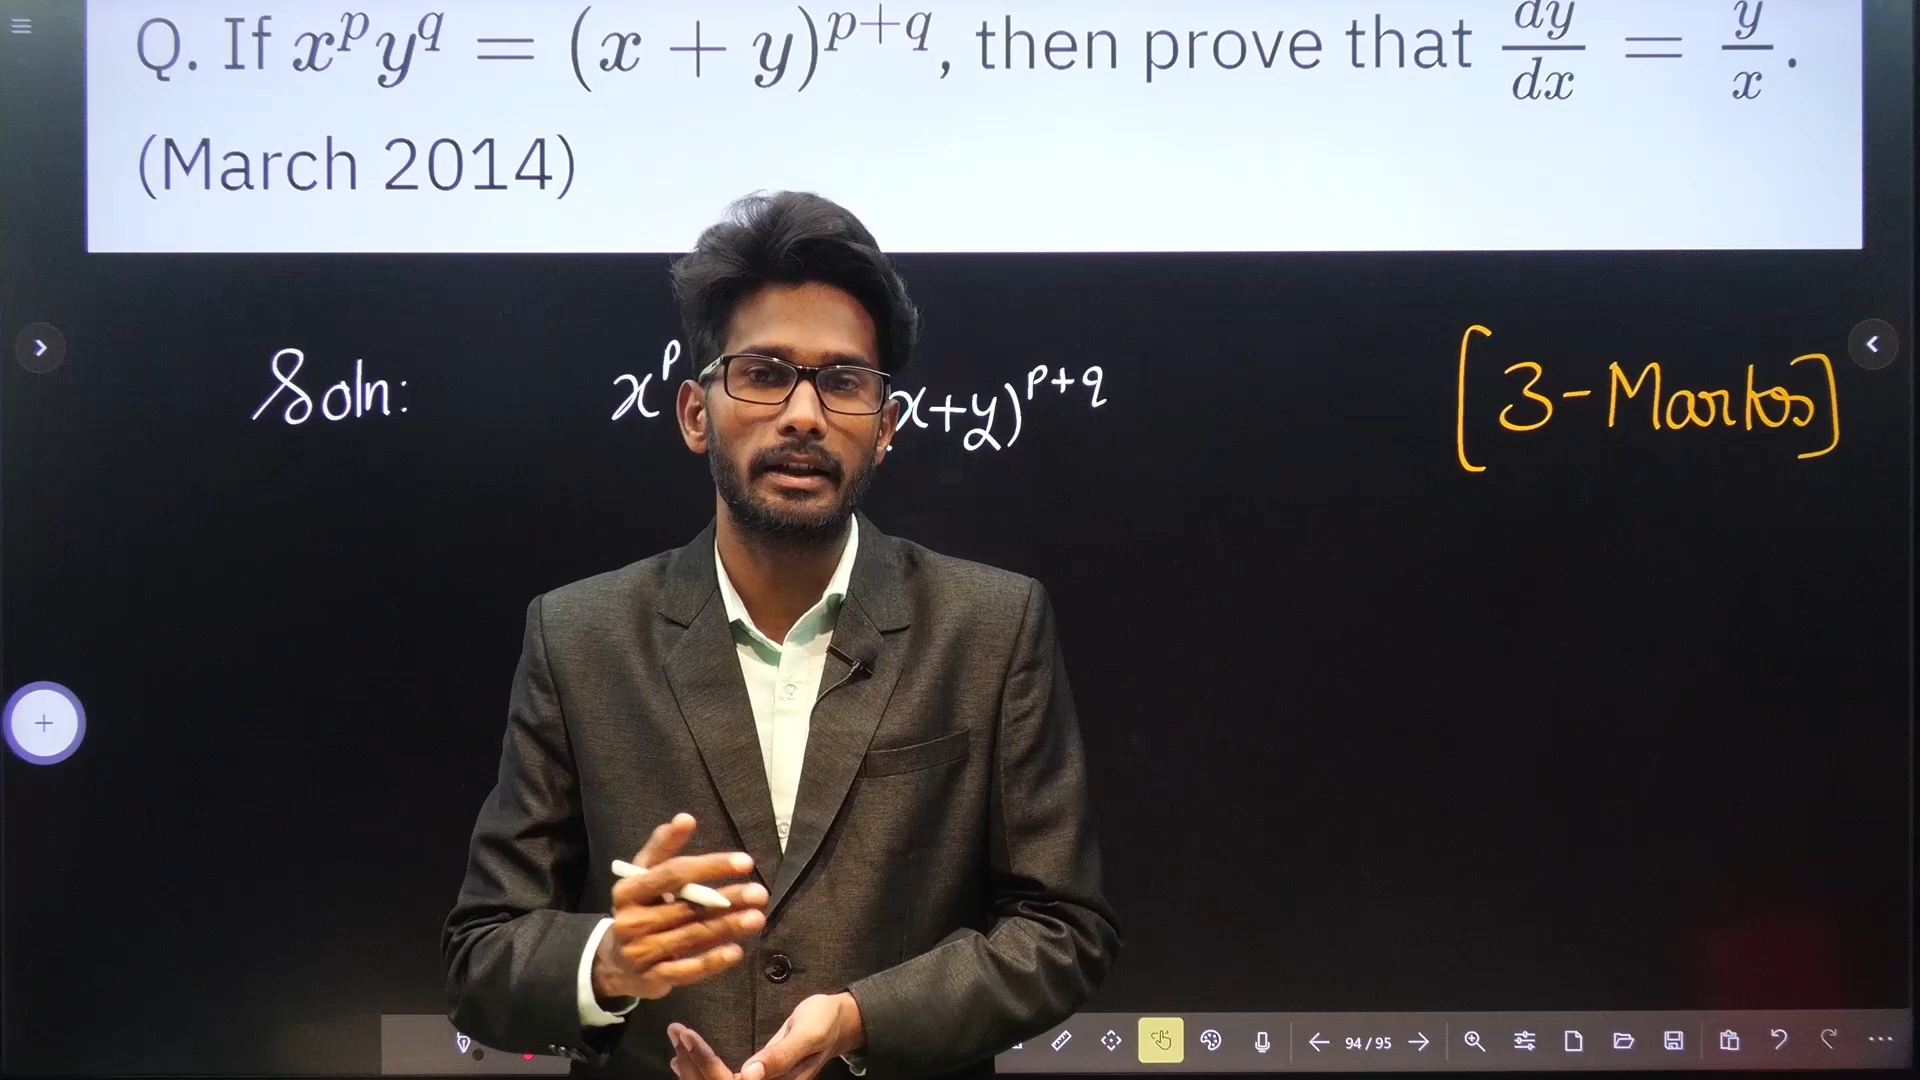 Q. If x^p y^q = (x + y)^{p+q}, then prove that dy/dx = y/x.
(March 2014)
Soln: x^p x+y)^{p+q} [3-Marks]
94/95